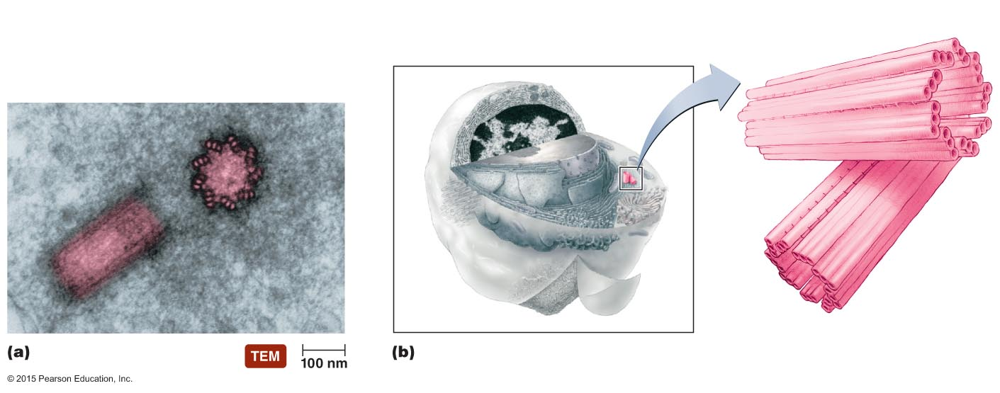 (a)
TEM
100 nm
(b)
© 2015 Pearson Education, Inc.